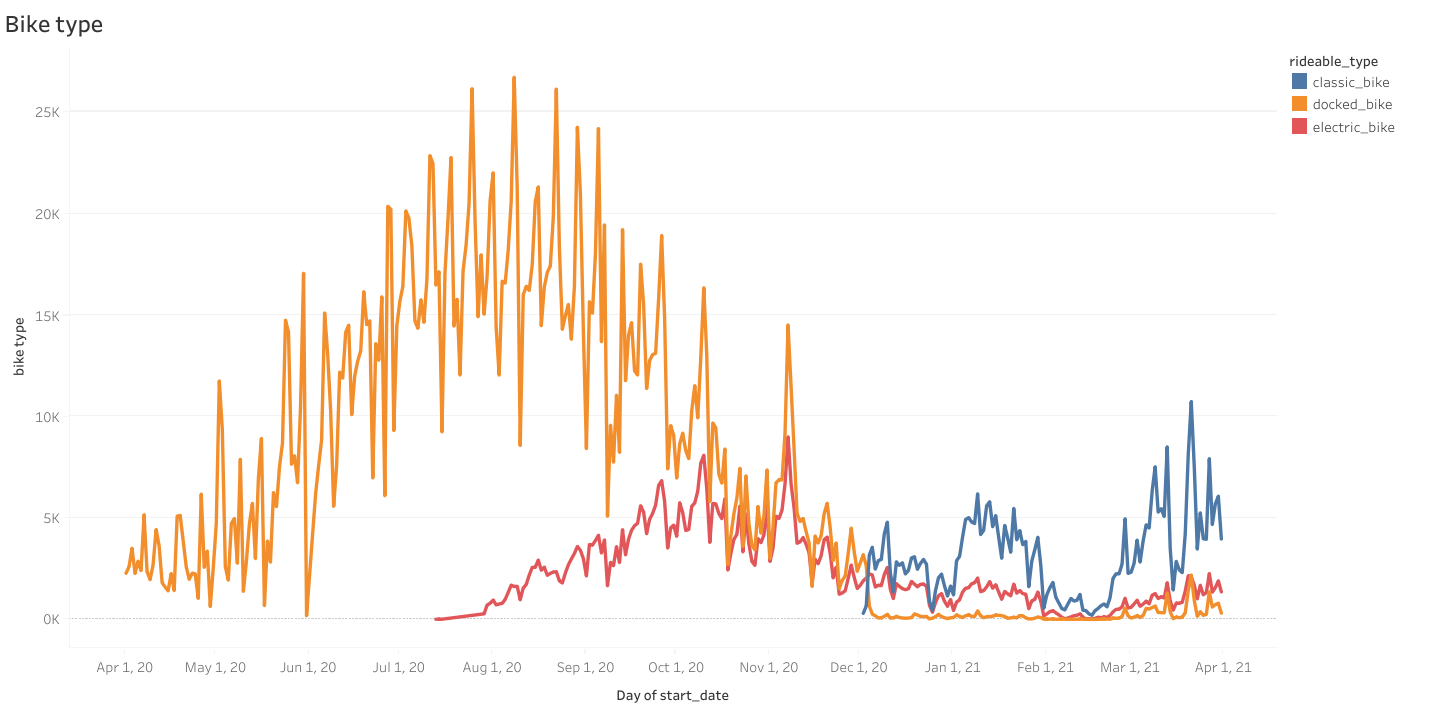 Bike type
rideable_type
classic_bike
docked_bike
electric_bike
25K
20K
15K
10K
5K
0K
bike type
Apr 1, 20 May 1, 20 Jun 1, 20 Jul 1, 20 Aug 1, 20 Sep 1, 20 Oct 1, 20 Nov 1, 20 Dec 1, 20 Jan 1, 21 Feb 1, 21 Mar 1, 21 Apr 1, 21
Day of start_date